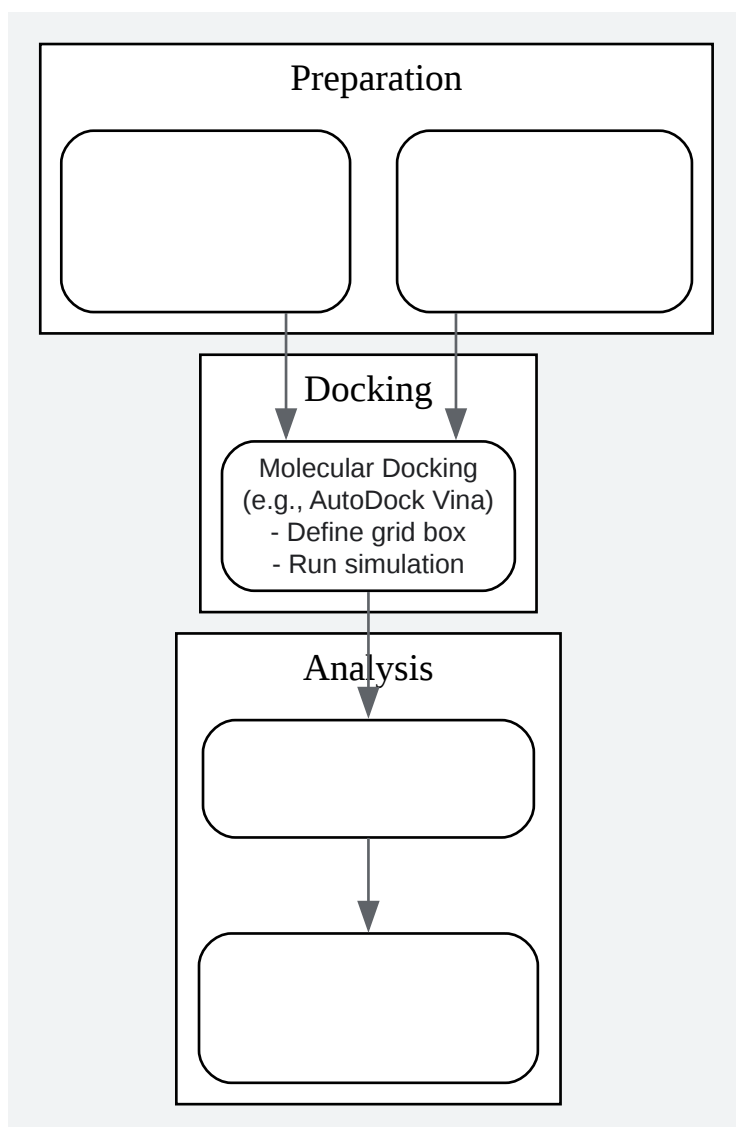 Preparation
Docking
Molecular Docking
(e.g., AutoDock Vina)
- Define grid box
- Run simulation
Analysis